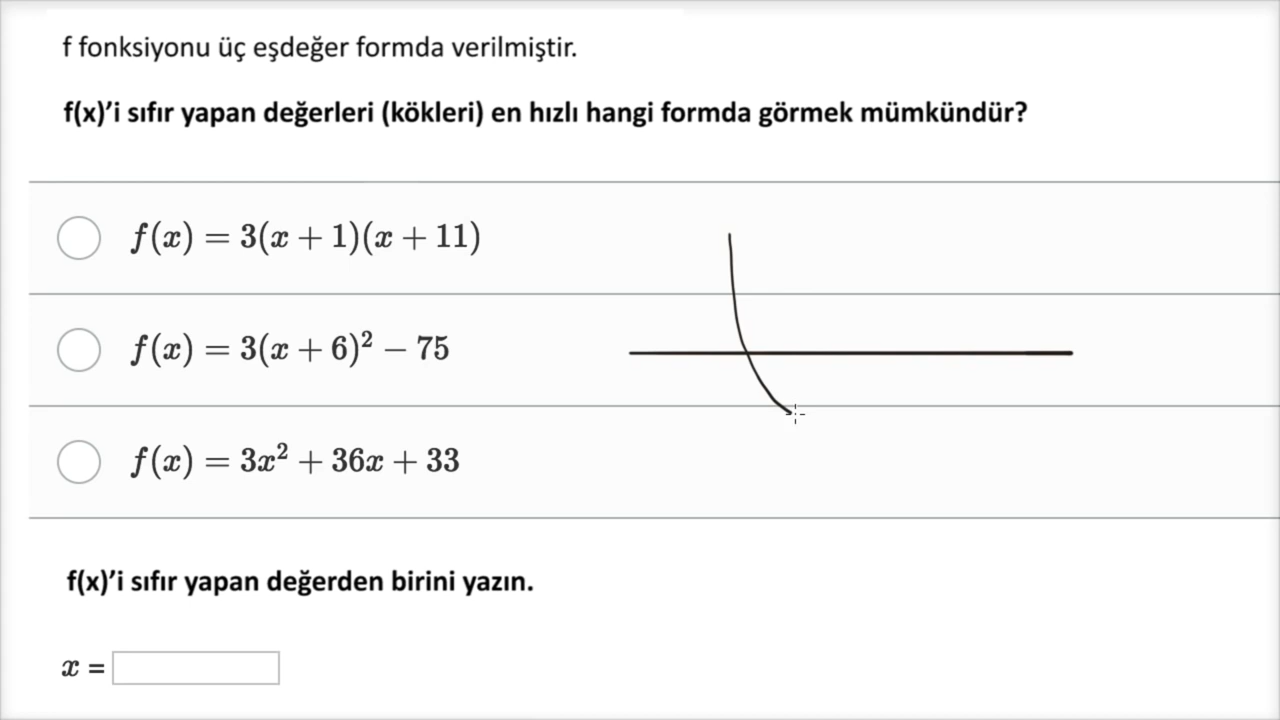 f fonksiyonu üç eşdeğer formda verilmiştir.
f(x)’i sıfır yapan değerleri (kökleri) en hızlı hangi formda görmek mümkündür?
f(x) = 3(x + 1)(x + 11)
f(x) = 3(x + 6)² − 75
f(x) = 3x² + 36x + 33
f(x)’i sıfır yapan değerden birini yazın.
x =